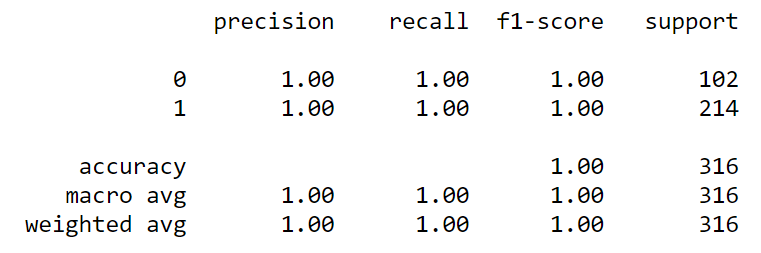 precision recall f1-score support
0 1.00 1.00 1.00 102
1 1.00 1.00 1.00 214
accuracy 1.00 316
macro avg 1.00 1.00 1.00 316
weighted avg 1.00 1.00 1.00 316